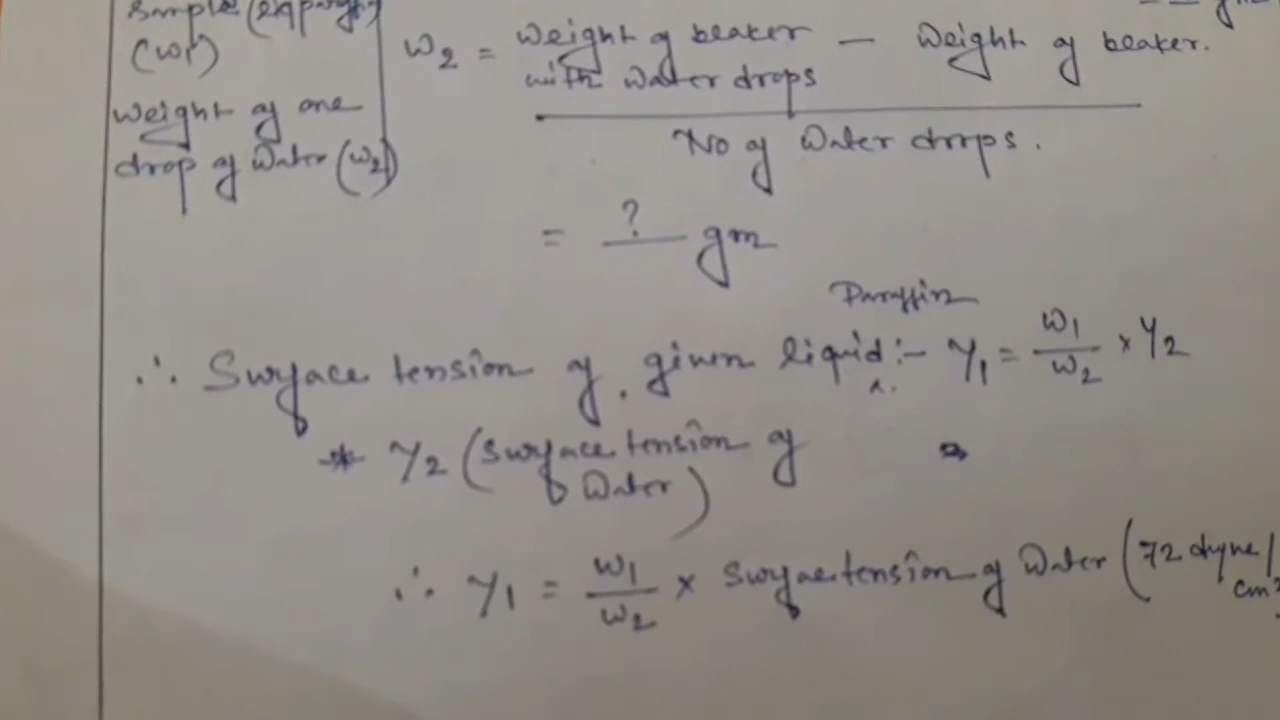 Sample (
(w1)
weight of one
drop of water (w2)
w2 = weight of beaker with water drops — weight of beaker.
No of water drops.
= ? gm
Paraffin
∴ Surface tension of given liquid :- γ1 = w1/w2 × γ2
* γ2 (surface tension of
water)
∴ γ1 = w1/w2 × surface tension of water (72 dyne/
cm²